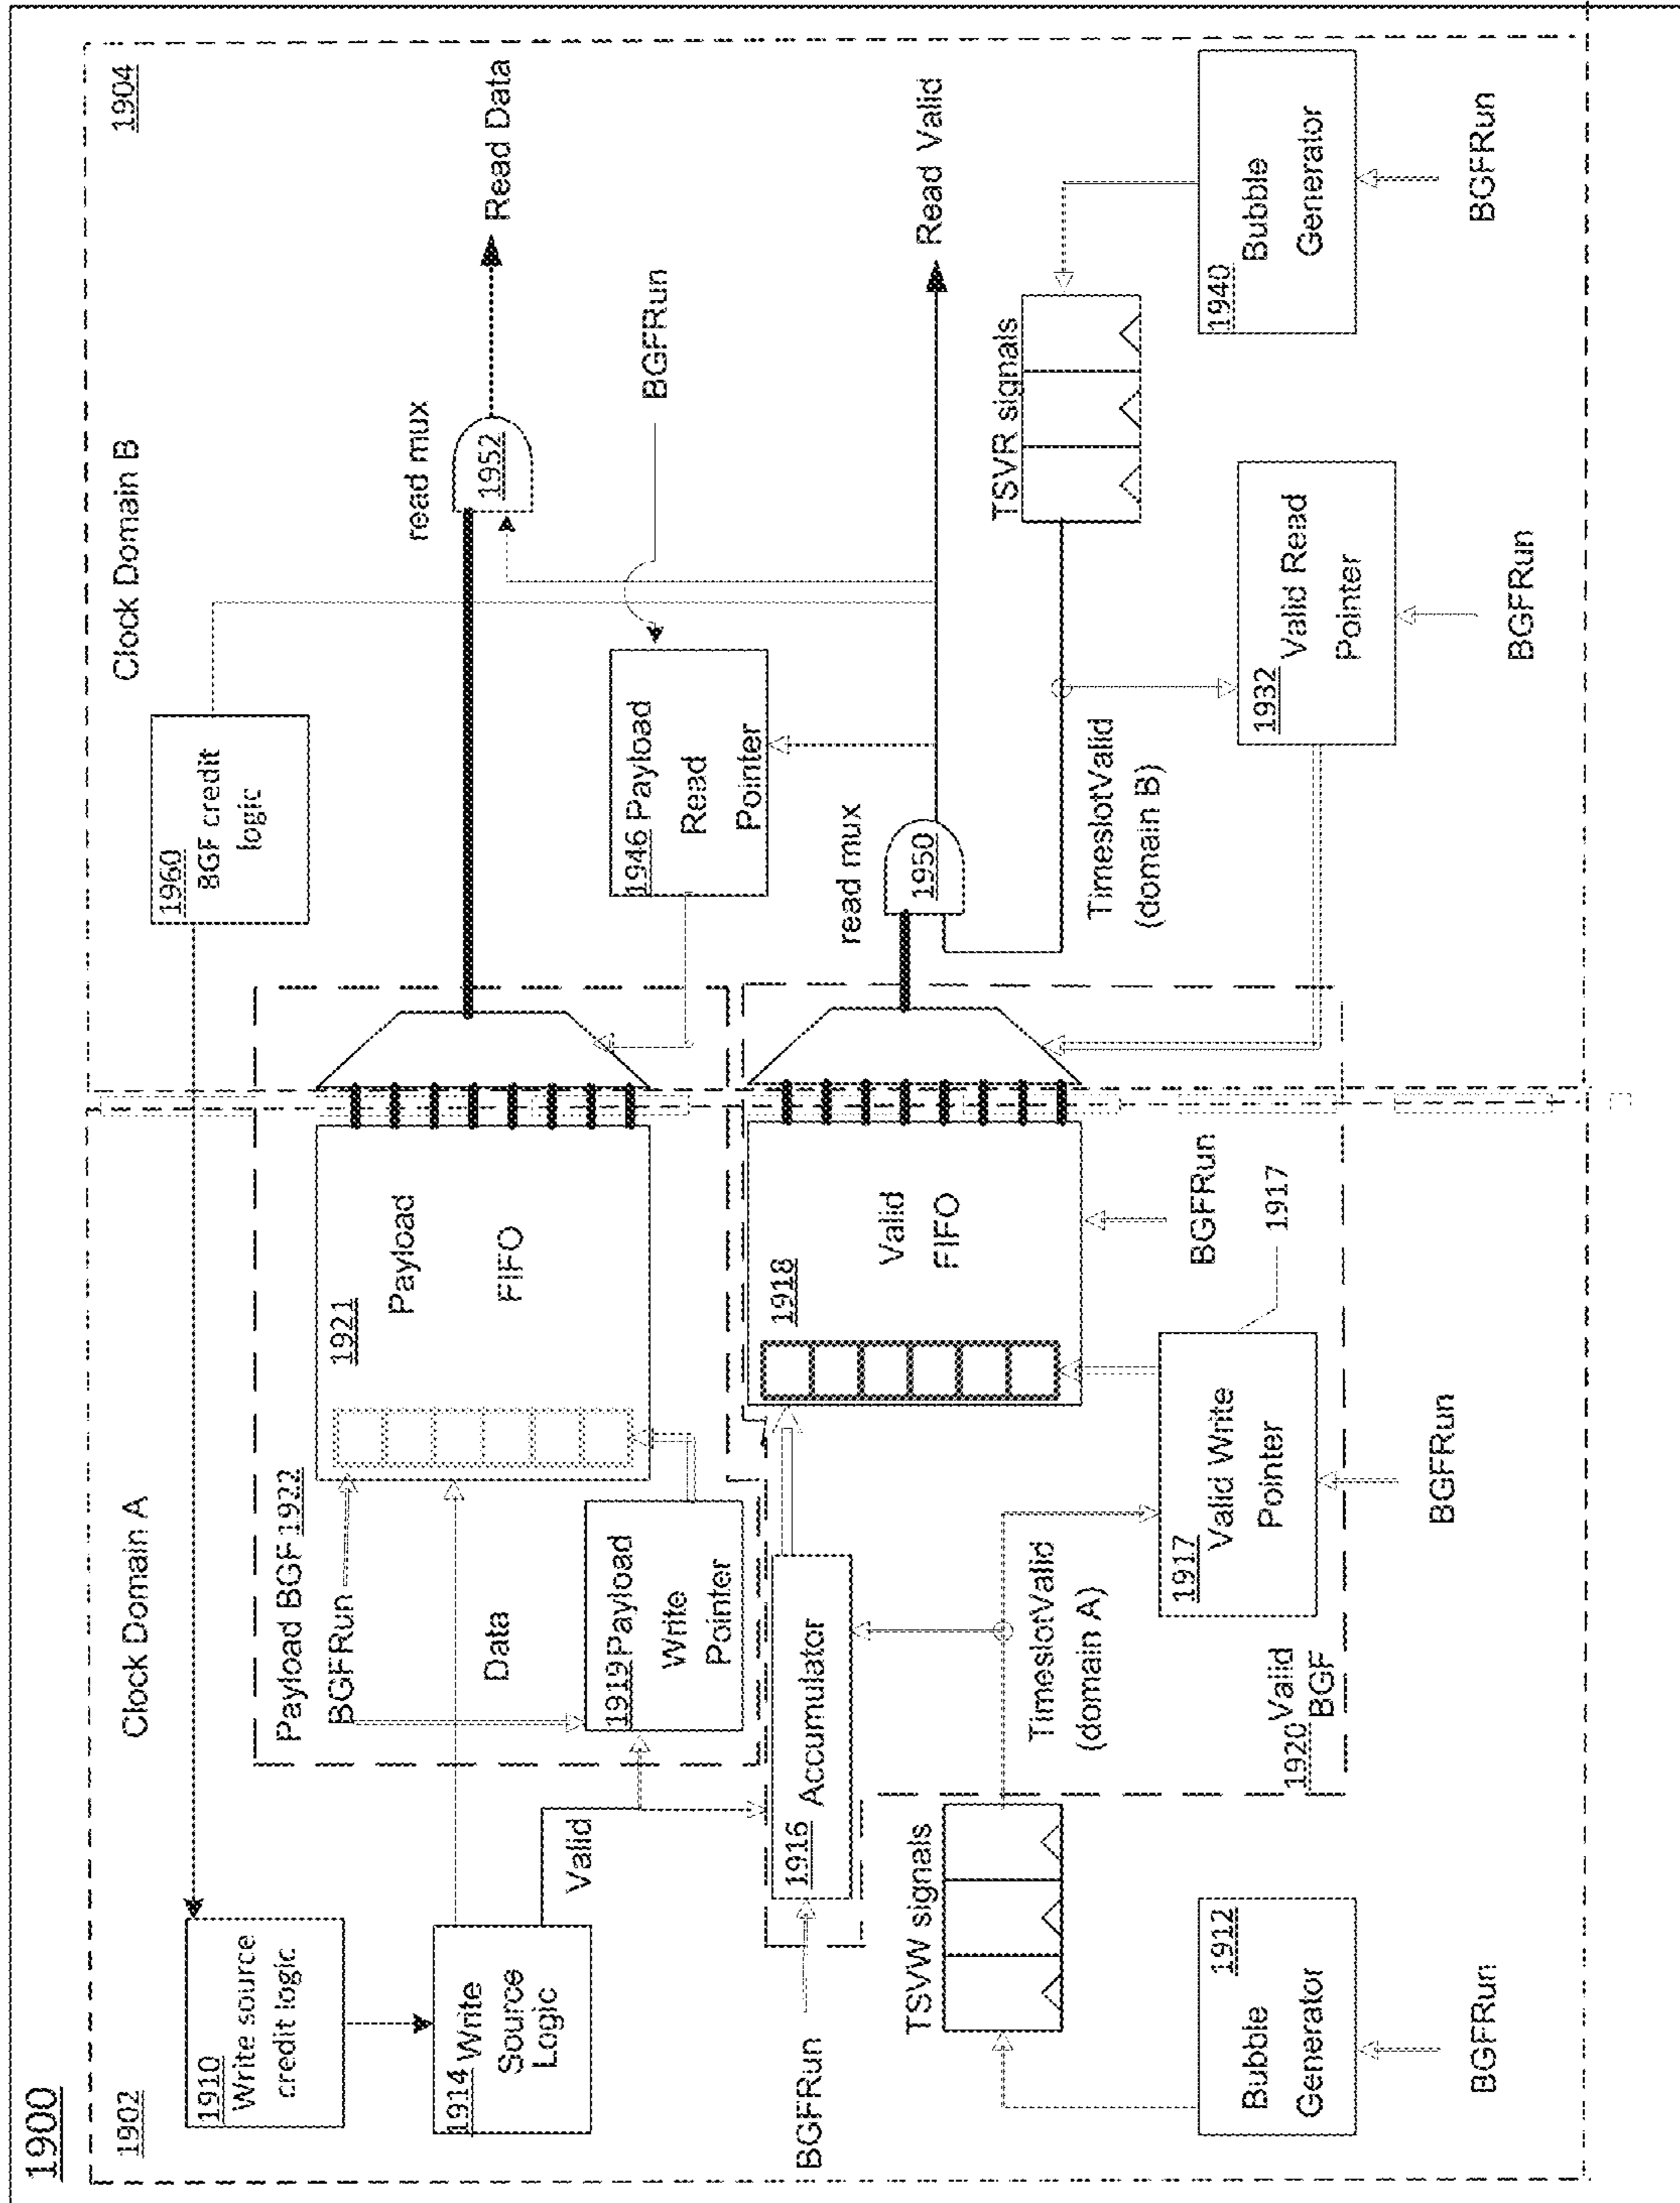 1900
1902
Clock Domain A
Clock Domain B
1904
1910
Write source
credit logic
1960
BGF credit
logic
Payload BGF 1922
BGFRun
1921
Payload
FIFO
read mux
1952
Read Data
1914 Write
Source
Logic
Data
Valid
1919 Payload
Write
Pointer
1946 Payload
Read
Pointer
BGFRun
1916 Accumulator
BGFRun
1918
Valid
FIFO
BGFRun
read mux
1950
Read Valid
TSVW signals
TimeslotValid
(domain A)
TimeslotValid
(domain B)
TSVR signals
1912
Bubble
Generator
BGFRun
1920 Valid
BGF
1917
Valid Write
Pointer
1917
BGFRun
1932
Valid Read
Pointer
BGFRun
1940
Bubble
Generator
BGFRun